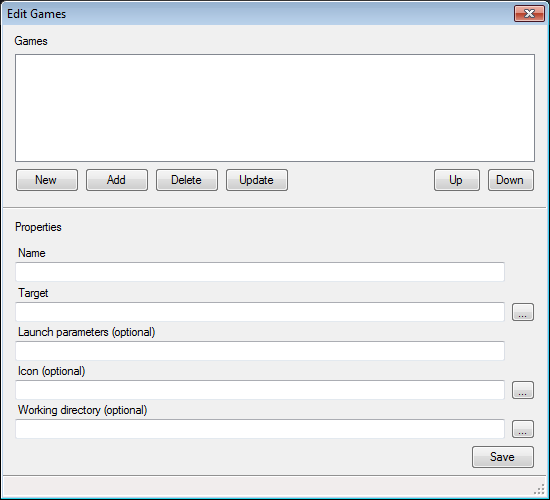 Edit Games
Games
New Add Delete Update Up Down
Properties
Name
Target
...
Launch parameters (optional)
Icon (optional)
...
Working directory (optional)
...
Save